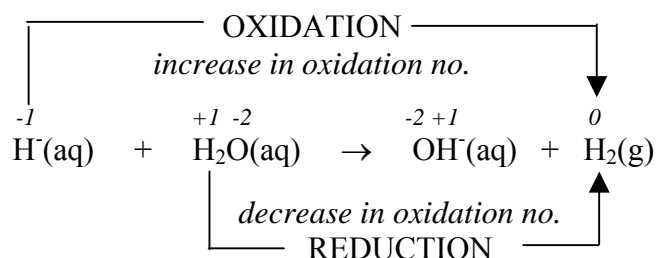 OXIDATION
increase in oxidation no.
-1 +1 -2 -2 +1 0
H⁻(aq) + H₂O(aq) → OH⁻(aq) + H₂(g)
decrease in oxidation no.
REDUCTION